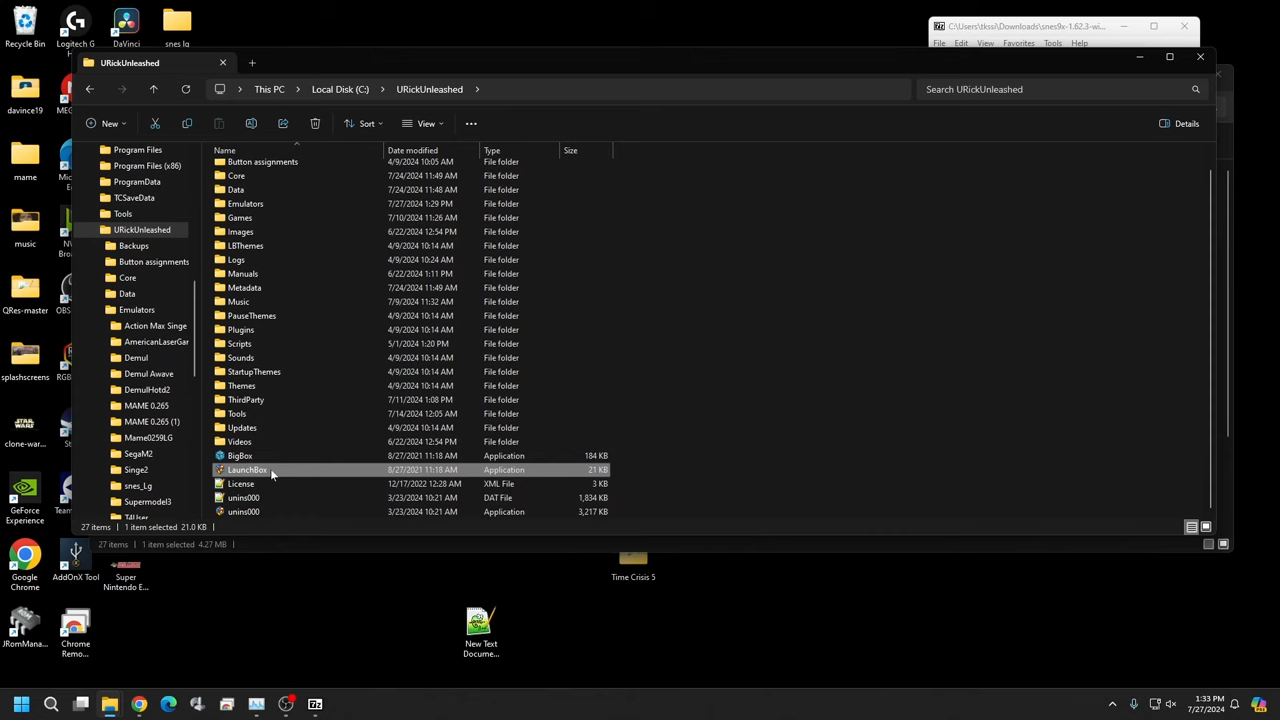 Recycle Bin
Logitech G
DaVinci
snes lg
davince19
mame
music
QRes-master
splashscreens
clone-war...
GeForce
Experience
Google
Chrome
AddOnX Tool
Super
Nintendo E...
JRomMana...
Chrome
Remo...
C:\Users\tkssi\Downloads\snes9x-1.62.3-wi...
File Edit View Favorites Tools Help
URickUnleashed
This PC > Local Disk (C:) > URickUnleashed >
Search URickUnleashed
New
Sort
View
Details
Program Files
Program Files (x86)
ProgramData
TCSaveData
Tools
URickUnleashed
Backups
Button assignments
Core
Data
Emulators
Action Max Singe
AmericanLaserGar
Demul
Demul Awave
DemulHotd2
MAME 0.265
MAME 0.265 (1)
Mame0259LG
SegaM2
Singe2
snes_Lg
Supermodel3
T4User
Name Date modified Type Size
Button assignments 4/9/2024 10:05 AM File folder
Core 7/24/2024 11:49 AM File folder
Data 7/24/2024 11:48 AM File folder
Emulators 7/27/2024 1:29 PM File folder
Games 7/10/2024 11:26 AM File folder
Images 6/22/2024 12:54 PM File folder
LBThemes 4/9/2024 10:14 AM File folder
Logs 4/9/2024 10:24 AM File folder
Manuals 6/22/2024 1:11 PM File folder
Metadata 7/24/2024 11:49 AM File folder
Music 7/9/2024 11:32 AM File folder
PauseThemes 4/9/2024 10:14 AM File folder
Plugins 4/9/2024 10:14 AM File folder
Scripts 5/1/2024 1:20 PM File folder
Sounds 4/9/2024 10:14 AM File folder
StartupThemes 4/9/2024 10:14 AM File folder
Themes 4/9/2024 10:14 AM File folder
ThirdParty 7/11/2024 1:08 PM File folder
Tools 7/14/2024 12:05 AM File folder
Updates 4/9/2024 10:14 AM File folder
Videos 6/22/2024 12:54 PM File folder
BigBox 8/27/2021 11:18 AM Application 184 KB
LaunchBox 8/27/2021 11:18 AM Application 21 KB
License 12/17/2022 12:28 AM XML File 3 KB
unins000 3/23/2024 10:21 AM DAT File 1,834 KB
unins000 3/23/2024 10:21 AM Application 3,217 KB
27 items 1 item selected 21.0 KB
27 items 1 item selected 4.27 MB
Time Crisis 5
New Text
Docume...
1:33 PM
7/27/2024